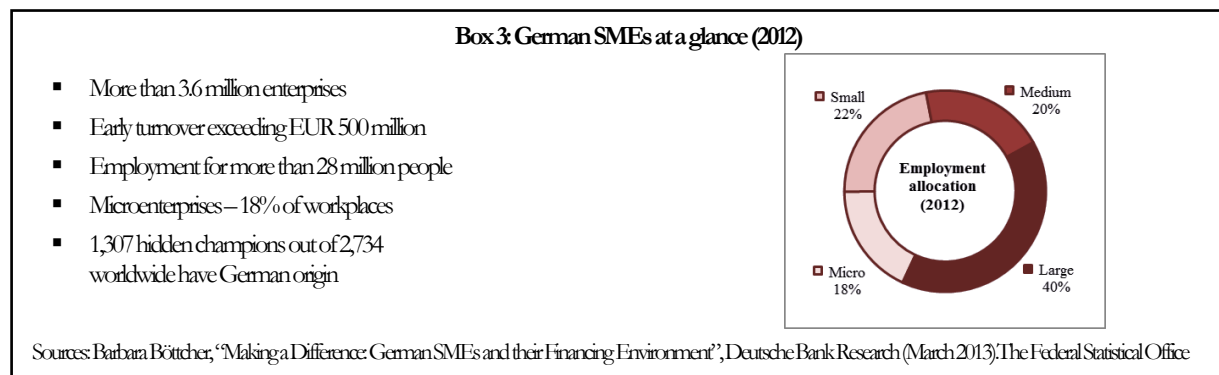 Box 3: German SMEs at a glance (2012)
▪ More than 3.6 million enterprises
▪ Early turnover exceeding EUR 500 million
▪ Employment for more than 28 million people
▪ Microenterprises – 18% of workplaces
▪ 1,307 hidden champions out of 2,734
worldwide have German origin
Small
22%
Medium
20%
Employment
allocation
(2012)
Micro
18%
Large
40%
Sources: Barbara Böttcher, “Making a Difference: German SMEs and their Financing Environment”, Deutsche Bank Research (March 2013).The Federal Statistical Office